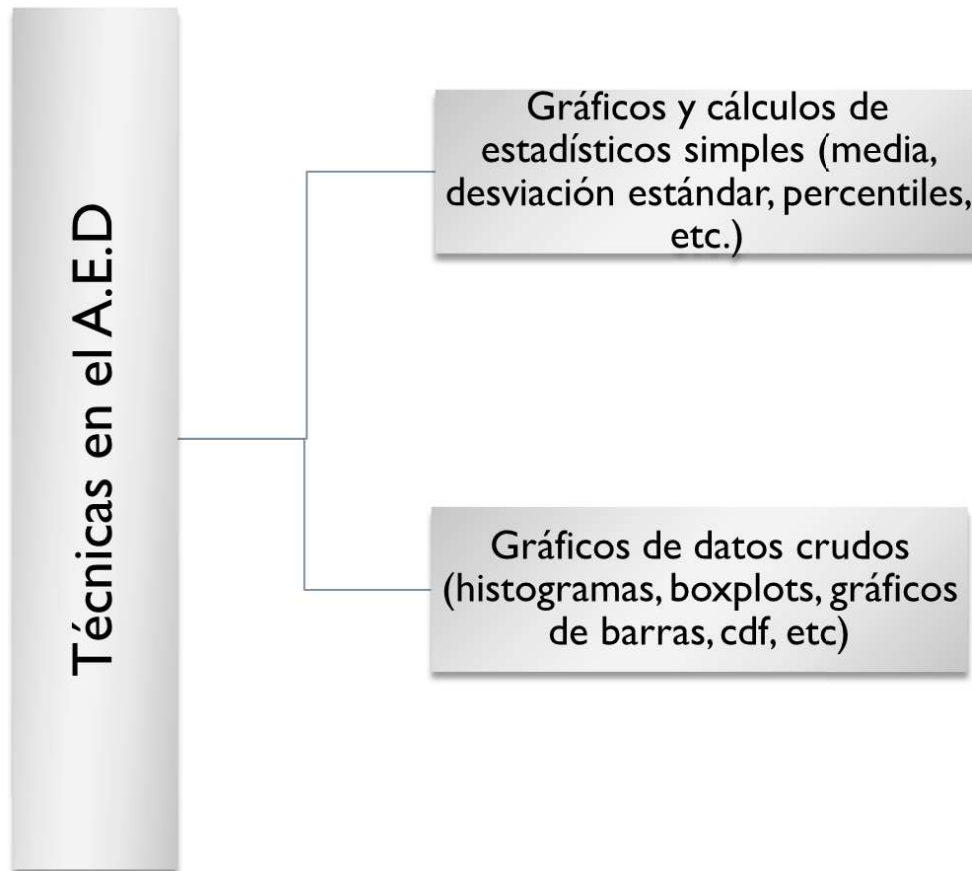 Técnicas en el A.E.D
Gráficos y cálculos de
estadísticos simples (media,
desviación estándar, percentiles,
etc.)
Gráficos de datos crudos
(histogramas, boxplots, gráficos
de barras, cdf, etc)